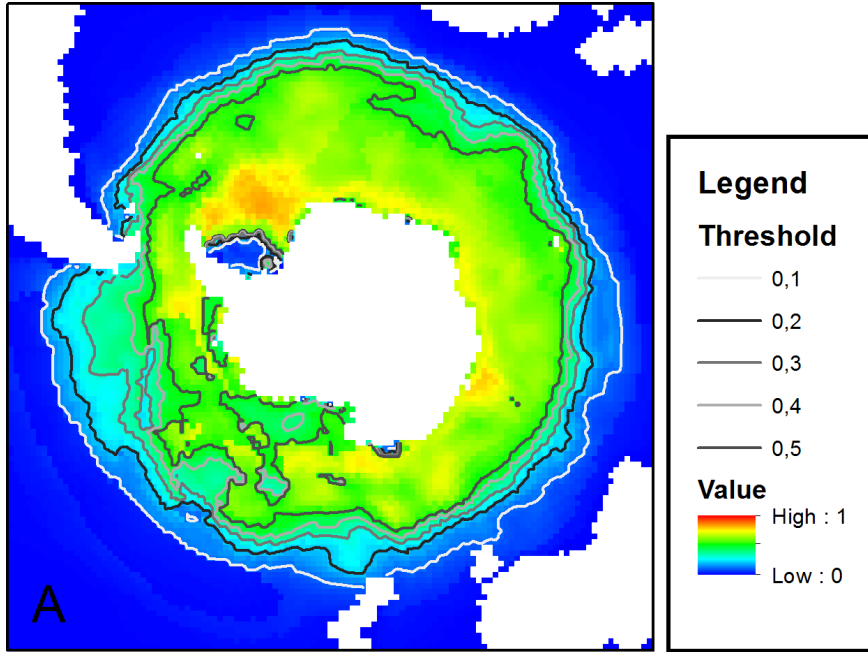 A
Legend
Threshold
0,1
0,2
0,3
0,4
0,5
Value
High : 1
Low : 0